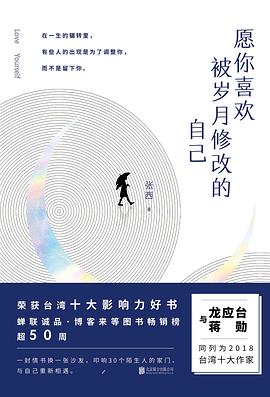 Love Yourself
在一生的辗转里，
有些人的出现是为了调整你，
而不是留下你。
愿你喜欢
被岁月修改的
自己
张西 著
荣获台湾十大影响力好书
蝉联诚品·博客来等图书畅销榜
超50周
一封情书换一张沙发，叩响30个陌生人的家门，
与自己重新相遇。
与龙应台
蒋勋
同列为2018
台湾十大作家
北京联合出版公司